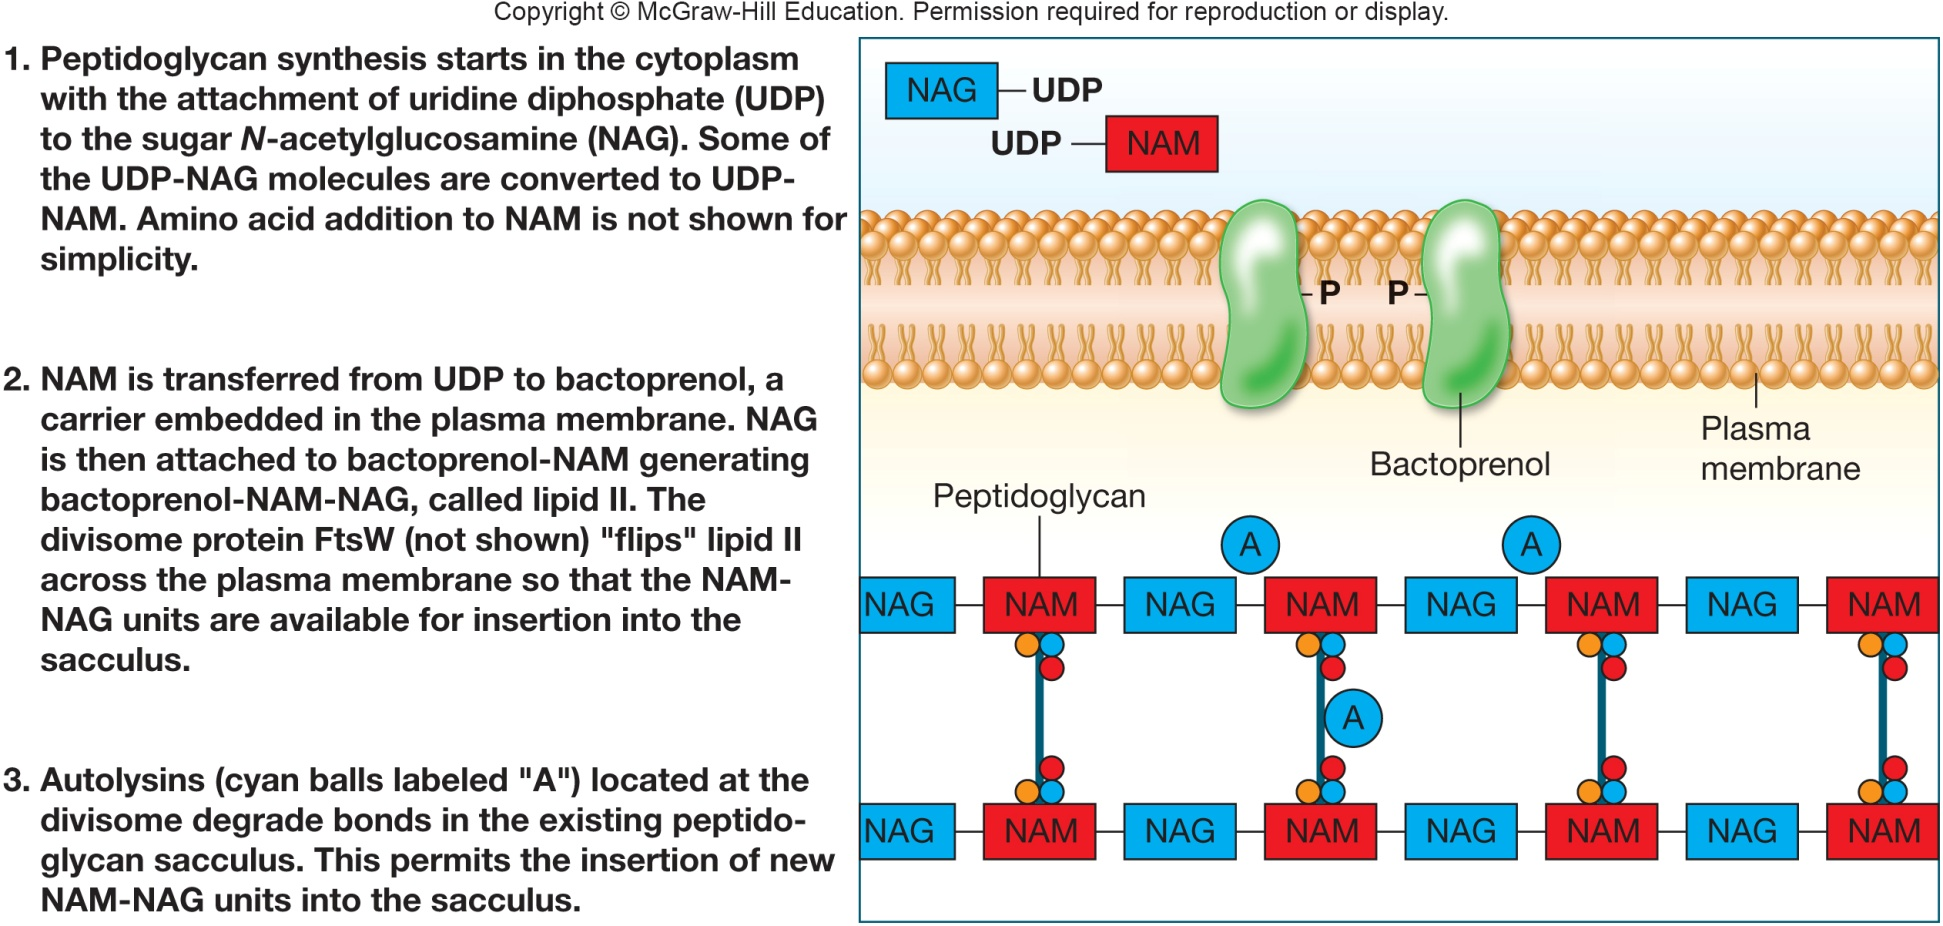 Copyright © McGraw-Hill Education. Permission required for reproduction or display.
1. Peptidoglycan synthesis starts in the cytoplasm
with the attachment of uridine diphosphate (UDP)
to the sugar N-acetylglucosamine (NAG). Some of
the UDP-NAG molecules are converted to UDP-
NAM. Amino acid addition to NAM is not shown for
simplicity.
2. NAM is transferred from UDP to bactoprenol, a
carrier embedded in the plasma membrane. NAG
is then attached to bactoprenol-NAM generating
bactoprenol-NAM-NAG, called lipid II. The
divisome protein FtsW (not shown) "flips" lipid II
across the plasma membrane so that the NAM-
NAG units are available for insertion into the
sacculus.
3. Autolysins (cyan balls labeled "A") located at the
divisome degrade bonds in the existing peptido-
glycan sacculus. This permits the insertion of new
NAM-NAG units into the sacculus.
NAG UDP
UDP NAM
P P
Bactoprenol
Plasma
membrane
Peptidoglycan
A A
NAG NAM NAG NAM NAG NAM NAG NAM
A
NAG NAM NAG NAM NAG NAM NAG NAM